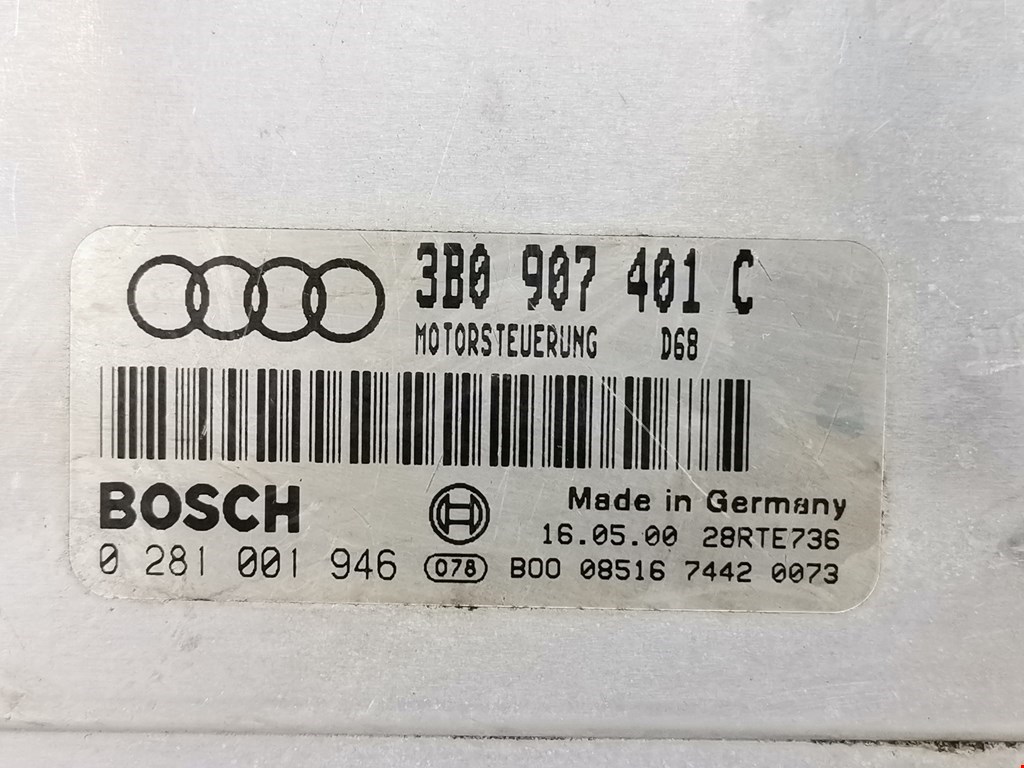 3B0 907 401 C
MOTORSTEUERUNG D68
BOSCH
Made in Germany
16.05.00 28RTE736
0 281 001 946 078 B00 08516 7442 0073